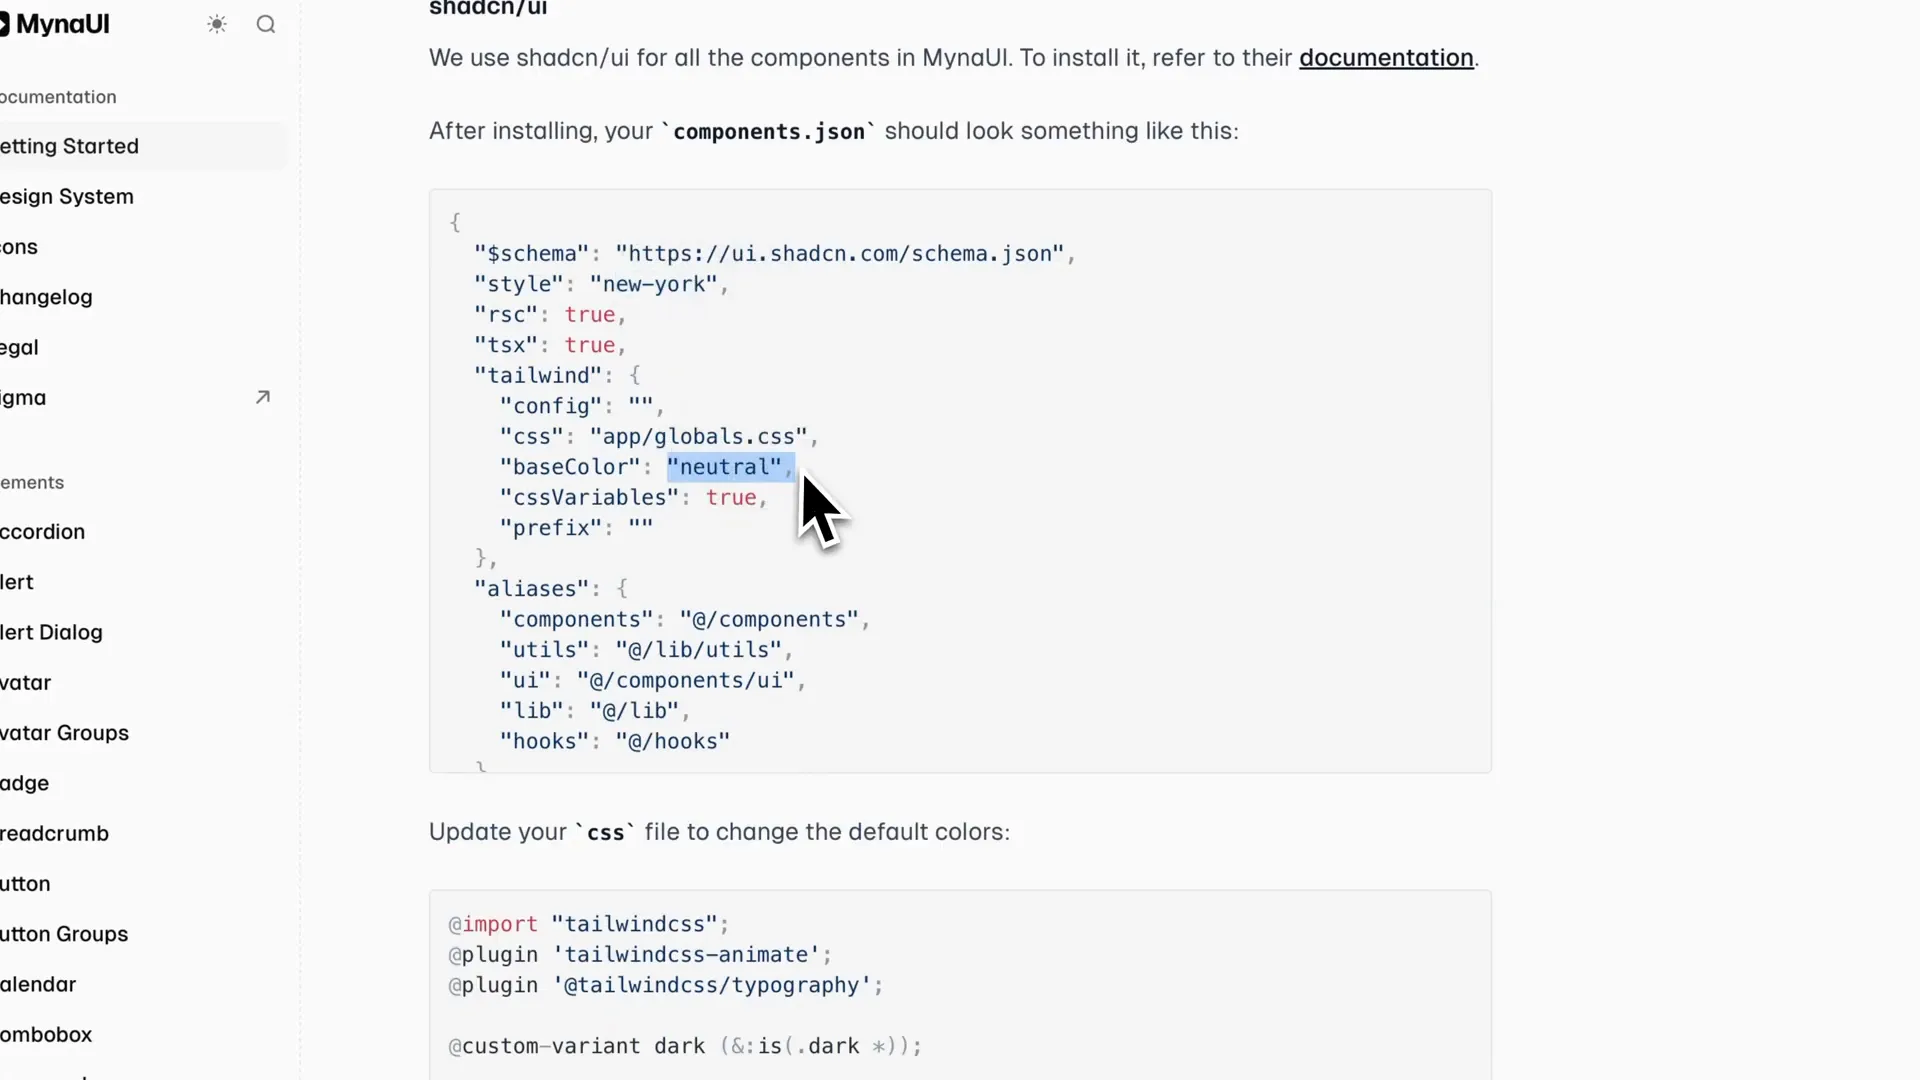 MynaUI
ocumentation
etting Started
esign System
cons
hangelog
egal
igma
ements
ccordion
lert
lert Dialog
vatar
vatar Groups
adge
readcrumb
utton
utton Groups
alendar
ombobox
shadcn/ui
We use shadcn/ui for all the components in MynaUI. To install it, refer to their documentation.
After installing, your `components.json` should look something like this:
{
"$schema": "https://ui.shadcn.com/schema.json",
"style": "new-york",
"rsc": true,
"tsx": true,
"tailwind": {
"config": "",
"css": "app/globals.css",
"baseColor": "neutral",
"cssVariables": true,
"prefix": ""
},
"aliases": {
"components": "@/components",
"utils": "@/lib/utils",
"ui": "@/components/ui",
"lib": "@/lib",
"hooks": "@/hooks"
}
Update your `css` file to change the default colors:
@import "tailwindcss";
@plugin 'tailwindcss-animate';
@plugin '@tailwindcss/typography';
@custom-variant dark (&:is(.dark *));